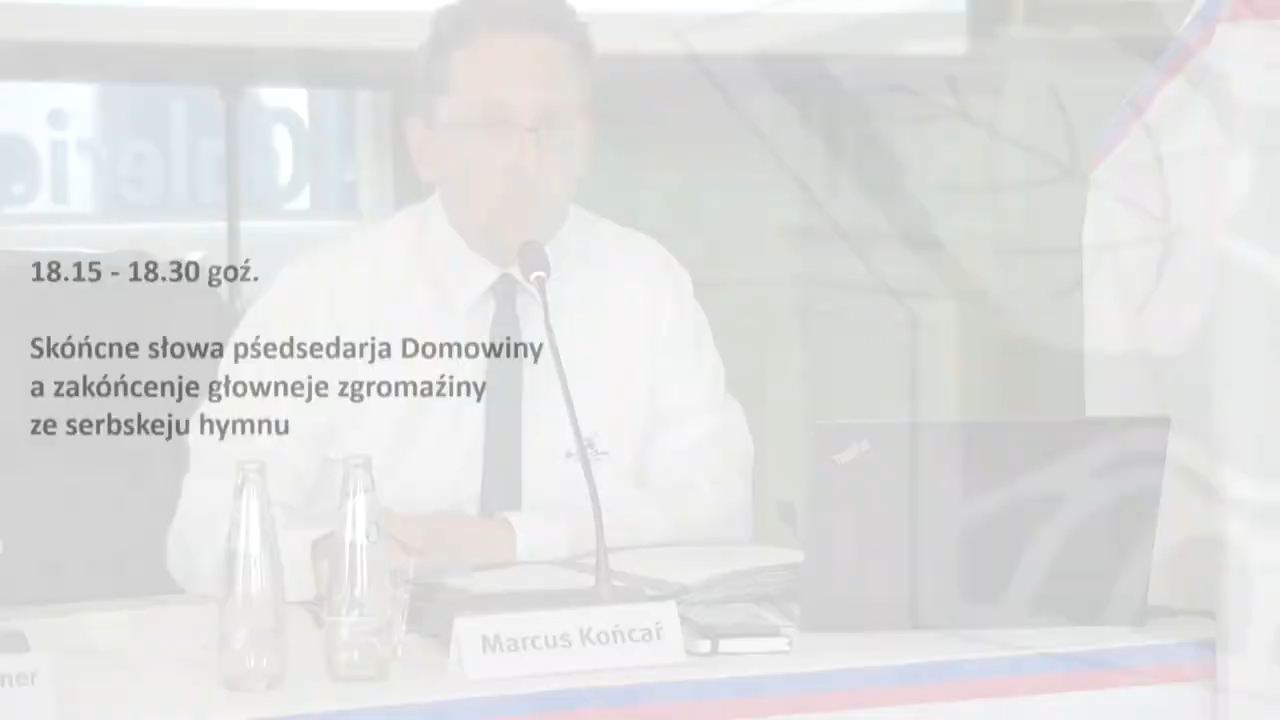 18.15 - 18.30 goź.
Skóńcne słowa pśedsedarja Domowiny
a zakóńcenje głowneje zgromaźiny
ze serbskeju hymnu
Marcus Końcaŕ